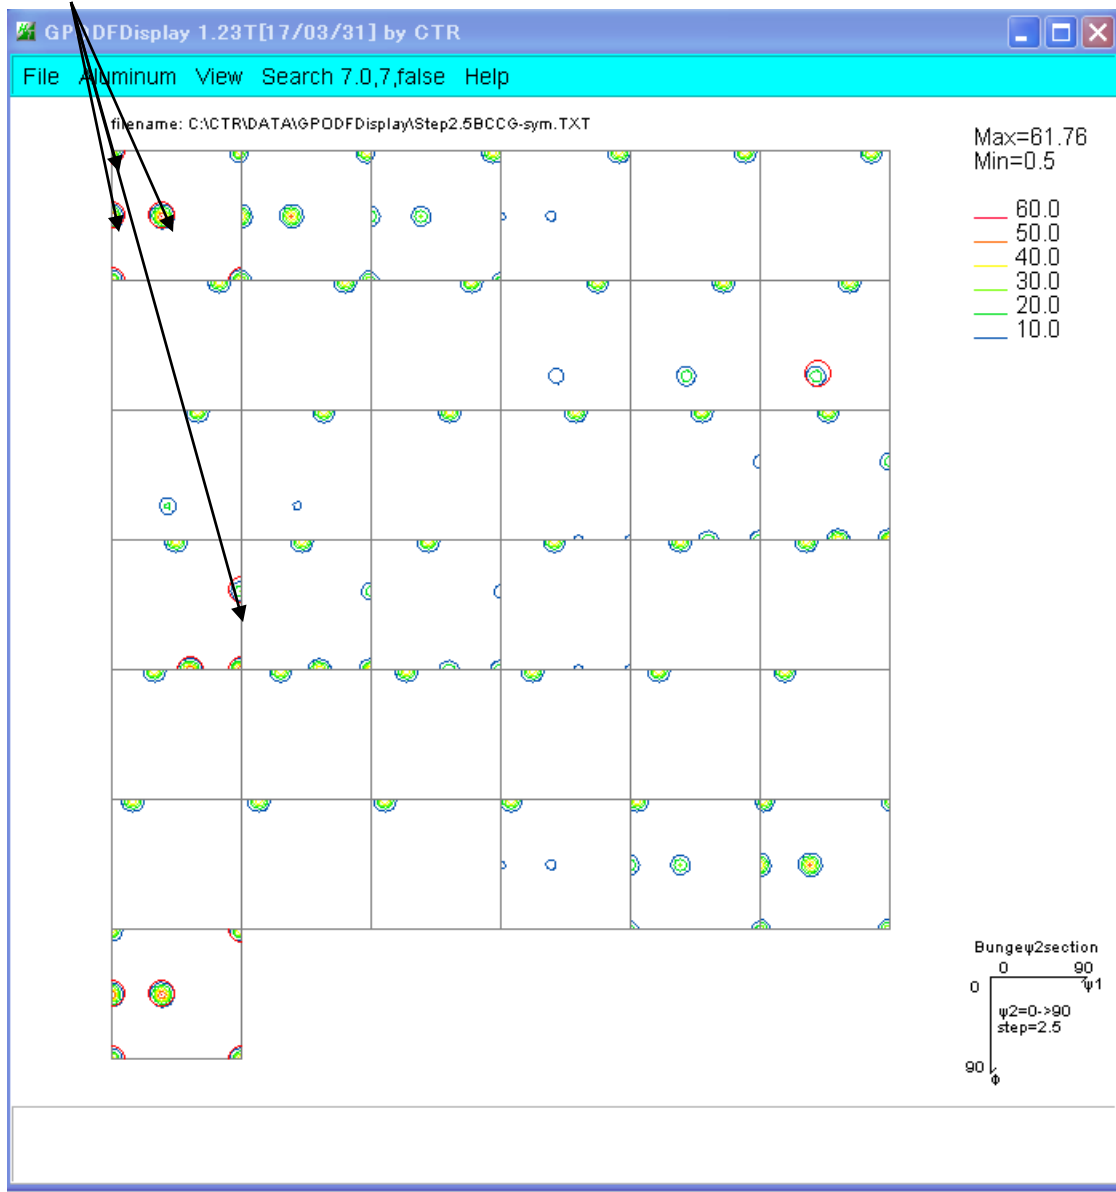 GPODFDisplay 1.23T[17/03/31] by CTR
File Aluminum View Search 7.0,7,false Help
filename: C:\CTR\DATA\GPODFDisplay\Step2.5BCCG-sym.TXT
Max=61.76
Min=0.5
60.0
50.0
40.0
30.0
20.0
10.0
Bungeψ2section
0 90
0 ψ1
ψ2=0->90
step=2.5
90
Φ